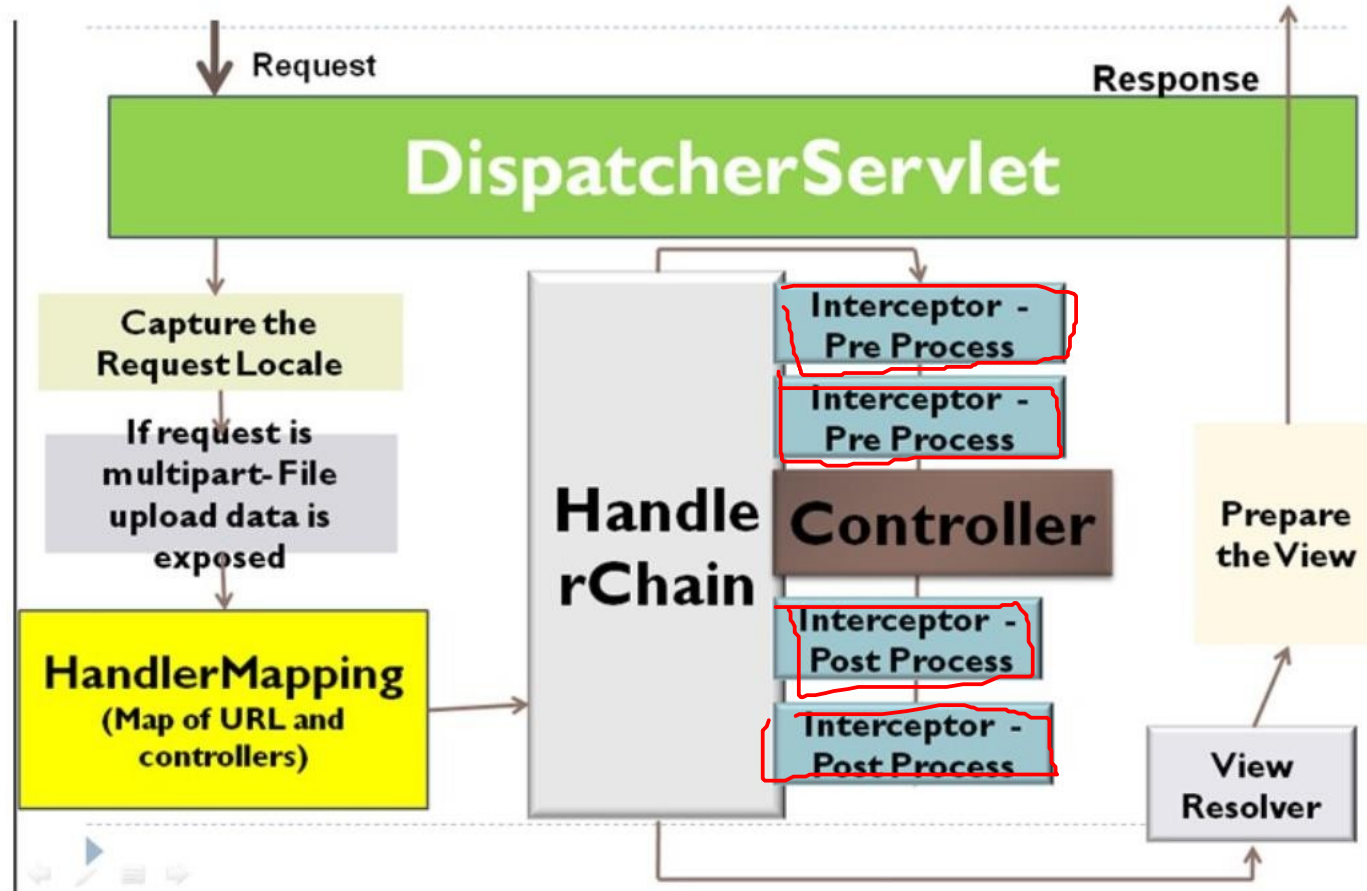 Request
Response
DispatcherServlet
Capture the
Request Locale
If request is
multipart-File
upload data is
exposed
HandlerMapping
(Map of URL and
controllers)
Handle
rChain
Interceptor -
Pre Process
Interceptor -
Pre Process
Controller
Interceptor -
Post Process
Interceptor -
Post Process
Prepare
the View
View
Resolver